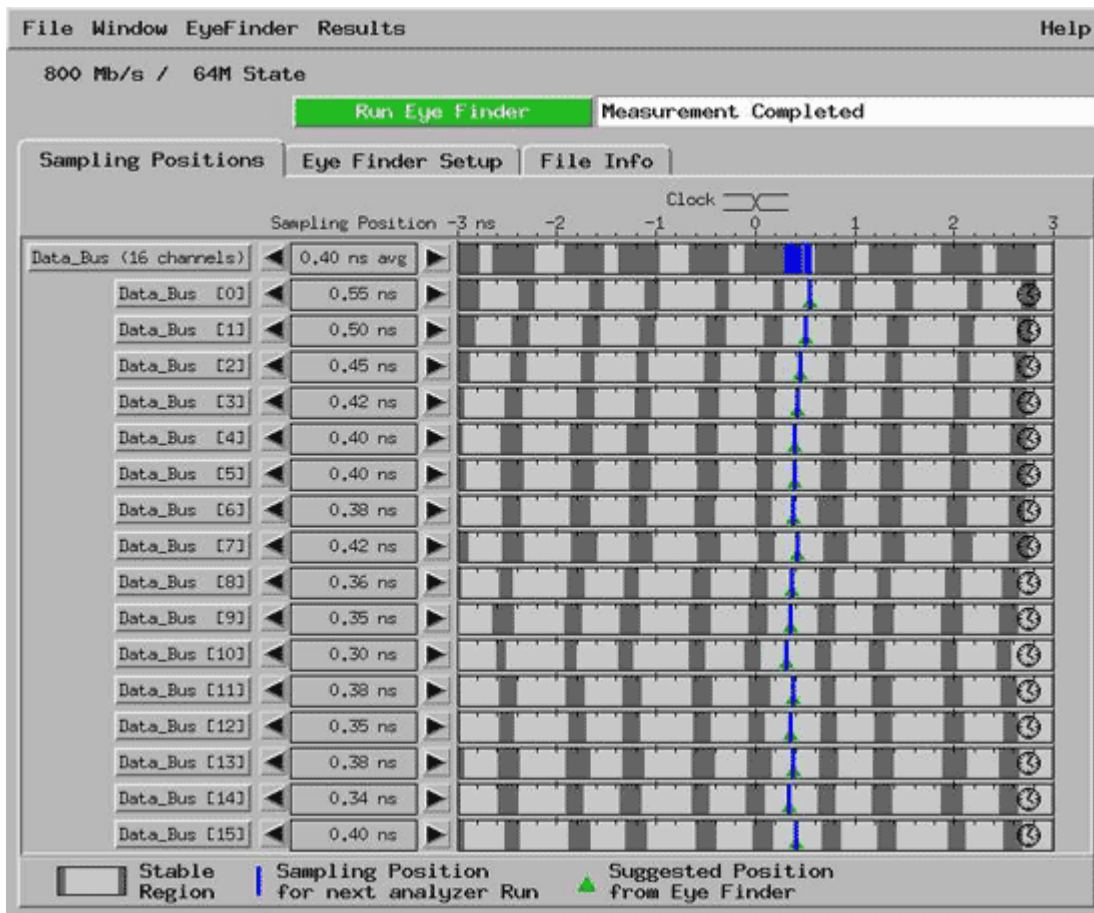 File Window EyeFinder Results Help
800 Mb/s / 64M State
Run Eye Finder Measurement Completed
Sampling Positions Eye Finder Setup File Info
Clock
Sampling Position -3 ns -2 -1 0 1 2 3
Data_Bus (16 channels) 0.40 ns avg
Data_Bus [0] 0.55 ns
Data_Bus [1] 0.50 ns
Data_Bus [2] 0.45 ns
Data_Bus [3] 0.42 ns
Data_Bus [4] 0.40 ns
Data_Bus [5] 0.40 ns
Data_Bus [6] 0.38 ns
Data_Bus [7] 0.42 ns
Data_Bus [8] 0.36 ns
Data_Bus [9] 0.35 ns
Data_Bus [10] 0.30 ns
Data_Bus [11] 0.38 ns
Data_Bus [12] 0.35 ns
Data_Bus [13] 0.38 ns
Data_Bus [14] 0.34 ns
Data_Bus [15] 0.40 ns
Stable Sampling Position Suggested Position
Region for next analyzer Run from Eye Finder